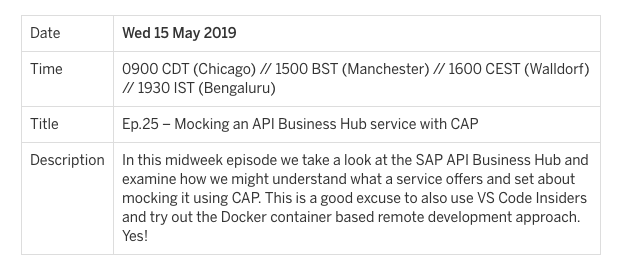 Date Wed 15 May 2019
Time 0900 CDT (Chicago) // 1500 BST (Manchester) // 1600 CEST (Walldorf)
// 1930 IST (Bengaluru)
Title Ep.25 – Mocking an API Business Hub service with CAP
Description In this midweek episode we take a look at the SAP API Business Hub and
examine how we might understand what a service offers and set about
mocking it using CAP. This is a good excuse to also use VS Code Insiders
and try out the Docker container based remote development approach.
Yes!